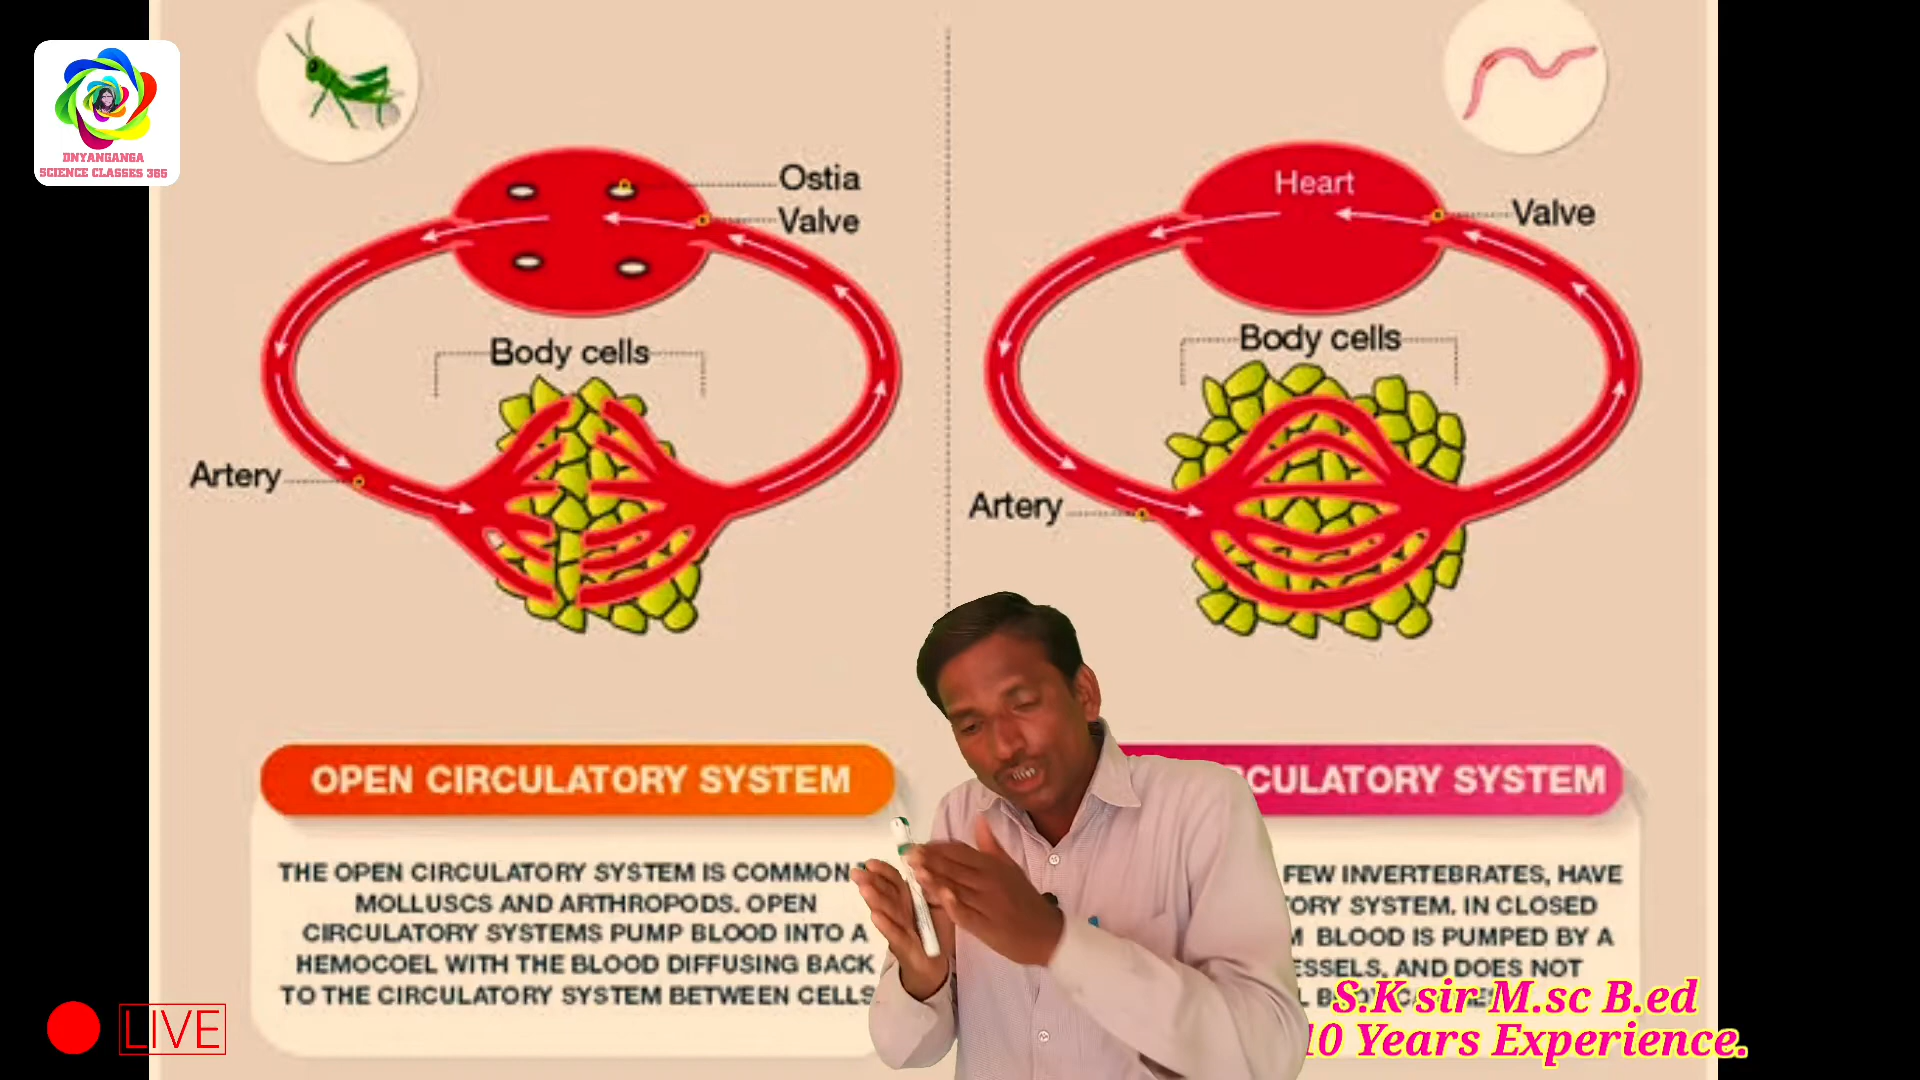 DNYANGANGA
SCIENCE CLASSES 365
Ostia
Valve
Body cells
Artery
Heart
Valve
Body cells
Artery
OPEN CIRCULATORY SYSTEM
THE OPEN CIRCULATORY SYSTEM IS COMMON
MOLLUSCS AND ARTHROPODS. OPEN
CIRCULATORY SYSTEMS PUMP BLOOD INTO A
HEMOCOEL WITH THE BLOOD DIFFUSING BACK
TO THE CIRCULATORY SYSTEM BETWEEN CELLS
CULATORY SYSTEM
FEW INVERTEBRATES, HAVE
ORY SYSTEM. IN CLOSED
BLOOD IS PUMPED BY A
ESSELS, AND DOES NOT
LIVE
S.K sir M.sc B.ed
10 Years Experience.